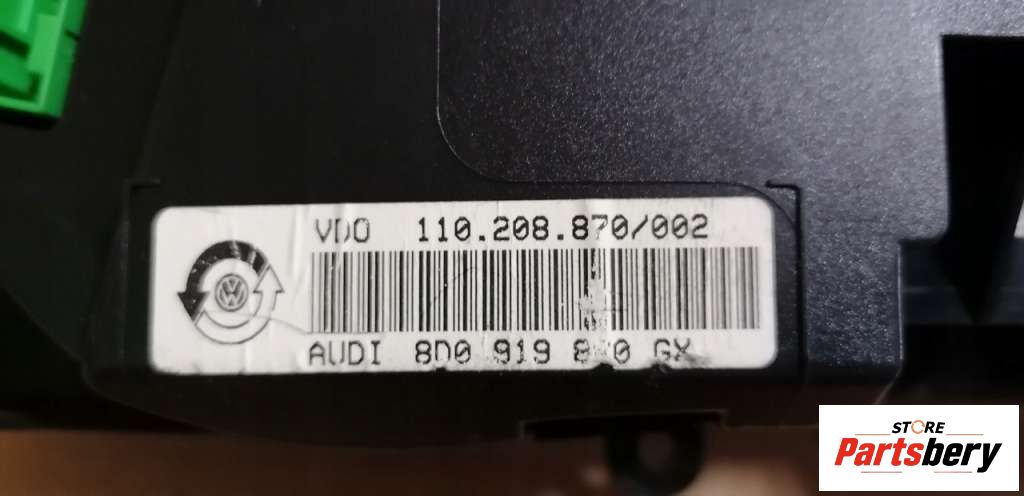 VDO 110.208.870/002
AUDI 8D0 919 GX
STORE
Partsbery